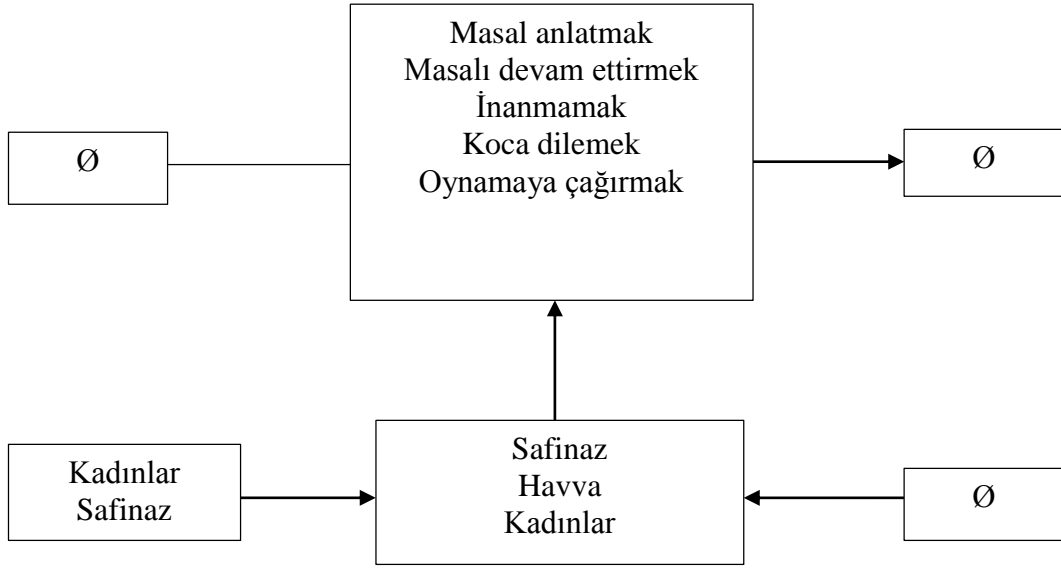 Masal anlatmak
Masalı devam ettirmek
İnanmamak
Koca dilemek
Oynamaya çağırmak
Ø
Ø
Kadınlar
Safinaz
Safinaz
Havva
Kadınlar
Ø